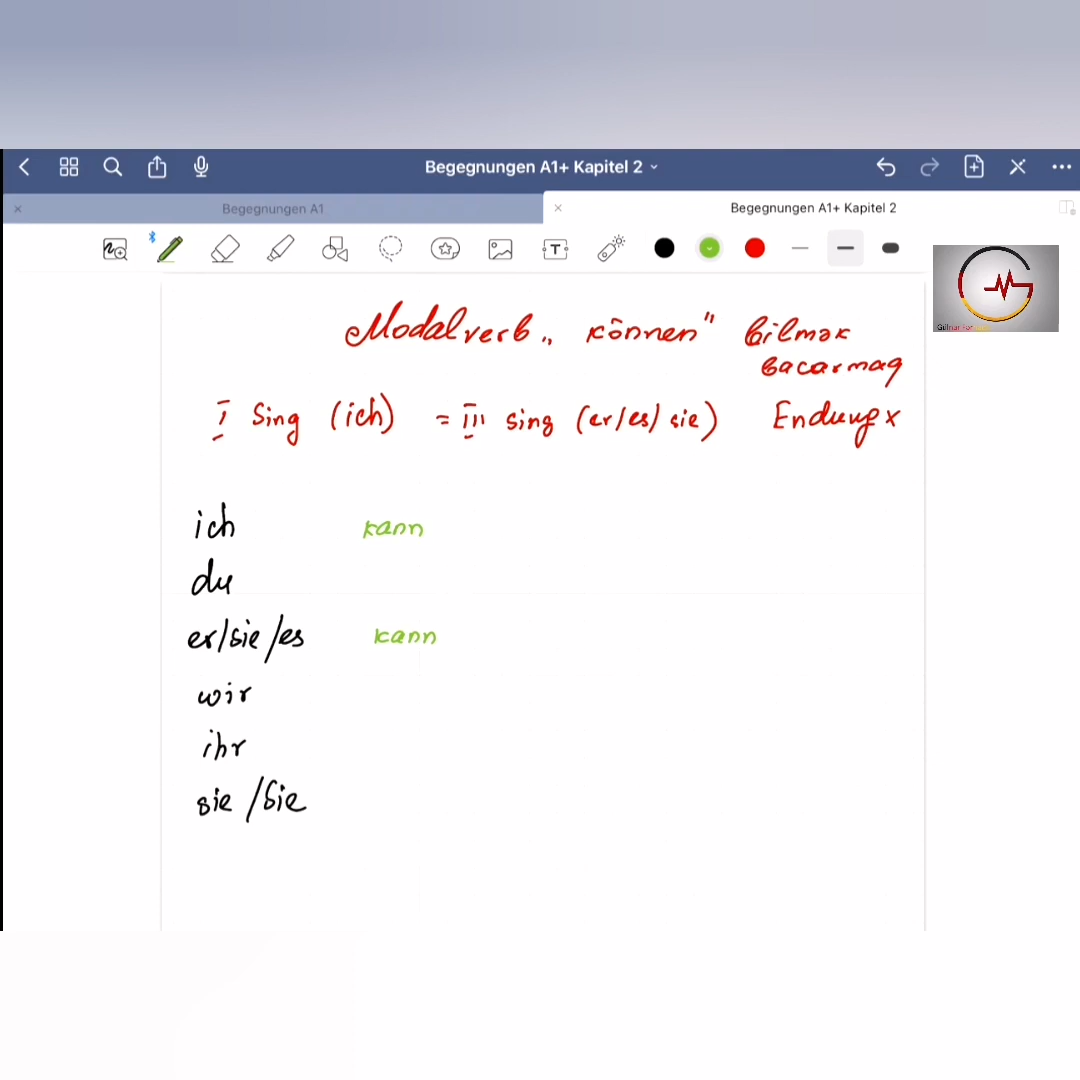 Begegnungen A1+ Kapitel 2
Begegnungen A1
Begegnungen A1+ Kapitel 2
T
Modalverb „ können" bilmək
bacarmaq
I Sing (ich) = III sing (er/es/sie) Endung x
ich kann
du
er/sie/es kann
wir
ihr
sie/Sie